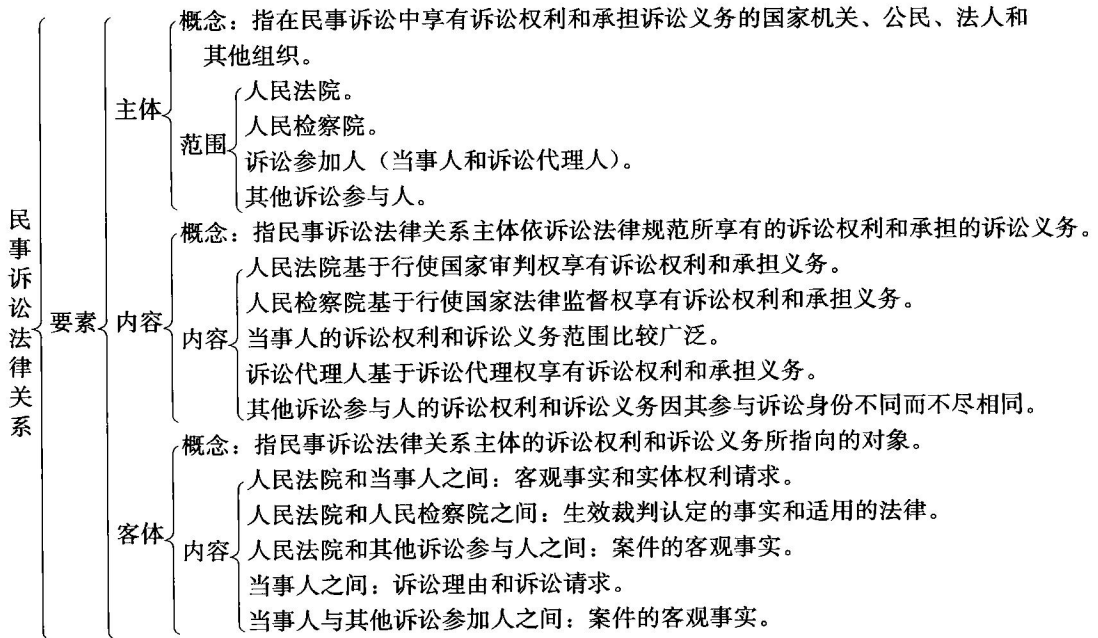 民事诉讼法律关系
要素
主体
概念：指在民事诉讼中享有诉讼权利和承担诉讼义务的国家机关、公民、法人和
其他组织。
范围
人民法院。
人民检察院。
诉讼参加人（当事人和诉讼代理人）。
其他诉讼参与人。
内容
概念：指民事诉讼法律关系主体依诉讼法律规范所享有的诉讼权利和承担的诉讼义务。
内容
人民法院基于行使国家审判权享有诉讼权利和承担义务。
人民检察院基于行使国家法律监督权享有诉讼权利和承担义务。
当事人的诉讼权利和诉讼义务范围比较广泛。
诉讼代理人基于诉讼代理权享有诉讼权利和承担义务。
其他诉讼参与人的诉讼权利和诉讼义务因其参与诉讼身份不同而不尽相同。
客体
概念：指民事诉讼法律关系主体的诉讼权利和诉讼义务所指向的对象。
内容
人民法院和当事人之间：客观事实和实体权利请求。
人民法院和人民检察院之间：生效裁判认定的事实和适用的法律。
人民法院和其他诉讼参与人之间：案件的客观事实。
当事人之间：诉讼理由和诉讼请求。
当事人与其他诉讼参加人之间：案件的客观事实。